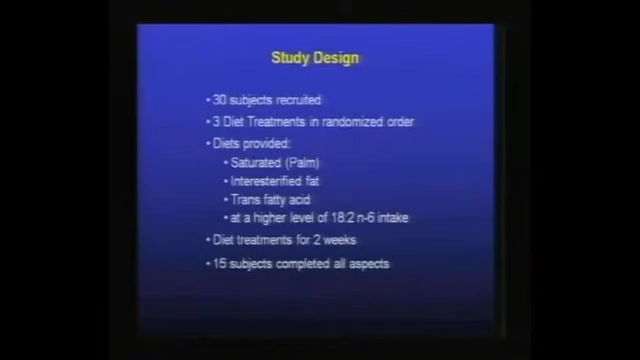 Study Design
• 30 subjects recruited
• 3 Diet Treatments in randomized order
• Diets provided:
• Saturated (Palm)
• Interesterified fat
• Trans fatty acid
• at a higher level of 18:2 n-6 intake
• Diet treatments for 2 weeks
• 15 subjects completed all aspects